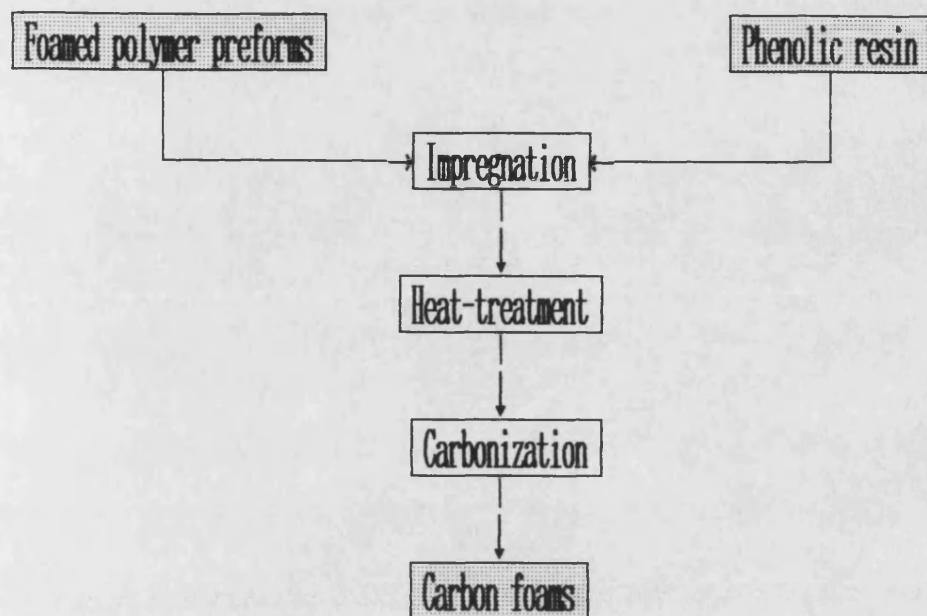 Foamed polymer preforms
Phenolic resin
Impregnation
Heat-treatment
Carbonization
Carbon foams